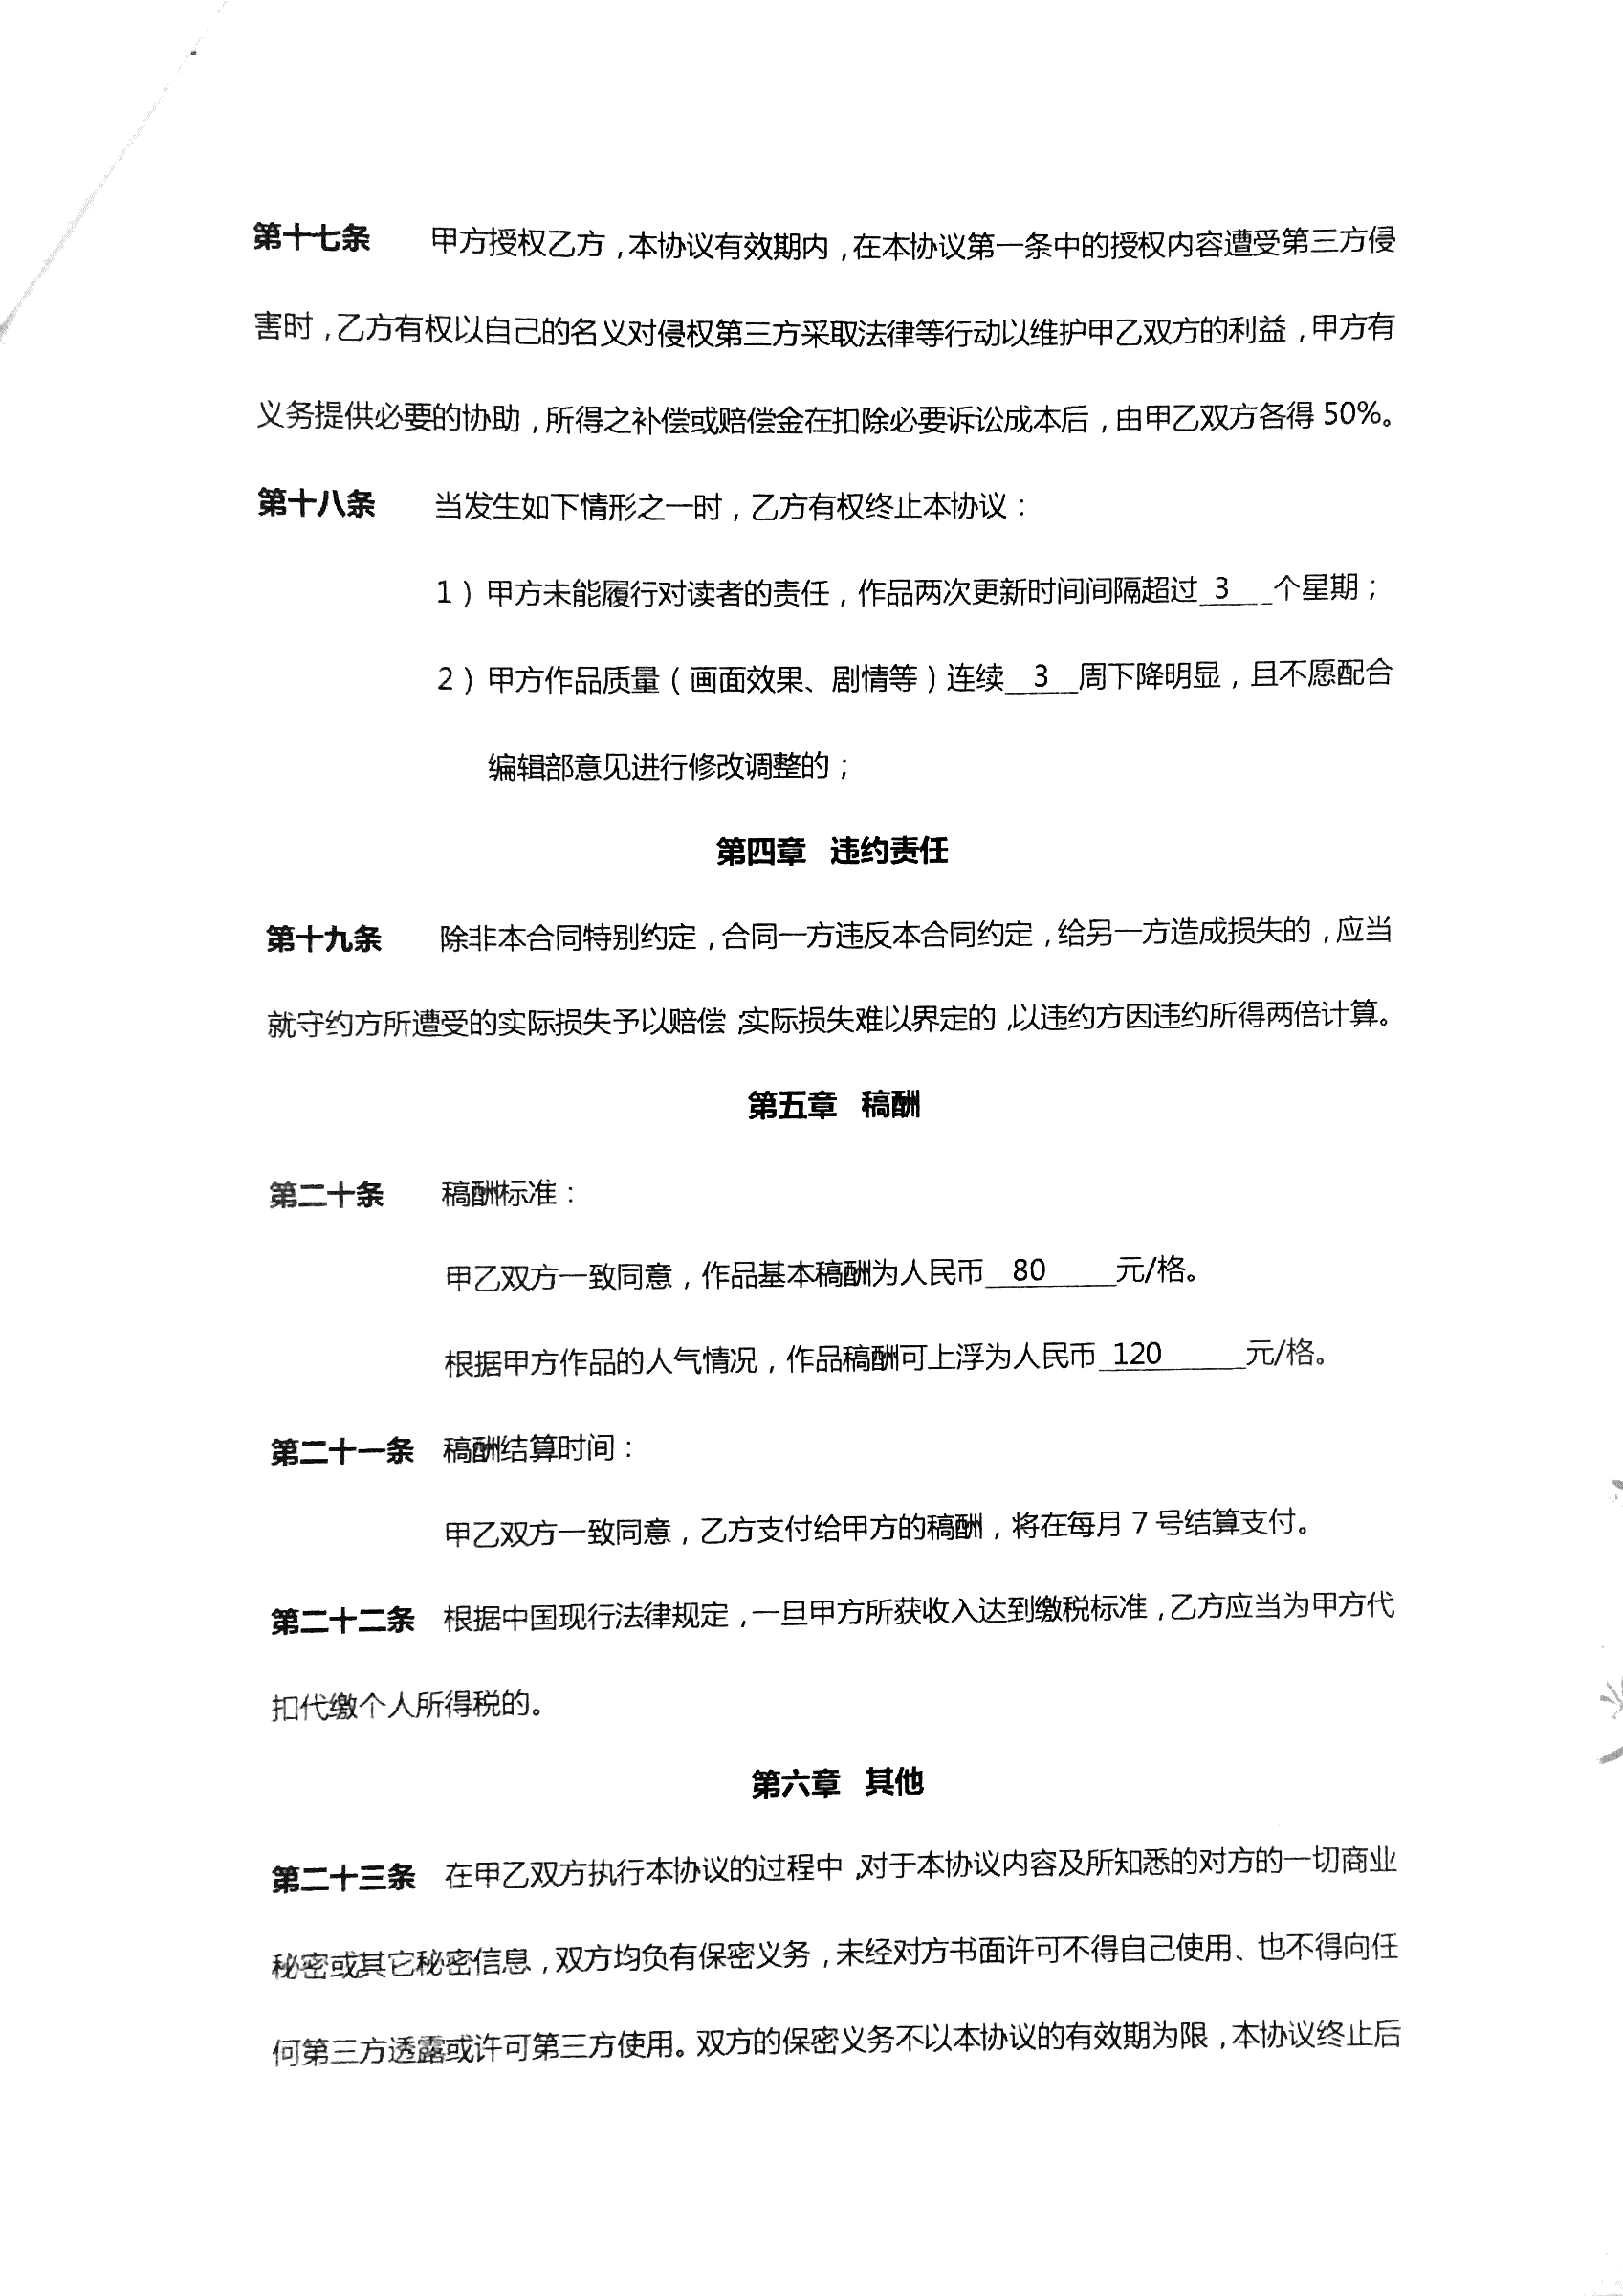 第十七条 甲方授权乙方，本协议有效期内，在本协议第一条中的授权内容遭受第三方侵
害时，乙方有权以自己的名义对侵权第三方采取法律等行动以维护甲乙双方的利益，甲方有
义务提供必要的协助，所得之补偿或赔偿金在扣除必要诉讼成本后，由甲乙双方各得 50%。
第十八条 当发生如下情形之一时，乙方有权终止本协议：
1）甲方未能履行对读者的责任，作品两次更新时间间隔超过_3__个星期；
2）甲方作品质量（画面效果、剧情等）连续__3__周下降明显，且不愿配合
编辑部意见进行修改调整的；
第四章 违约责任
第十九条 除非本合同特别约定，合同一方违反本合同约定，给另一方造成损失的，应当
就守约方所遭受的实际损失予以赔偿；实际损失难以界定的，以违约方因违约所得两倍计算。
第五章 稿酬
第二十条 稿酬标准：
甲乙双方一致同意，作品基本稿酬为人民币__80____元/格。
根据甲方作品的人气情况，作品稿酬可上浮为人民币_120_____元/格。
第二十一条 稿酬结算时间：
甲乙双方一致同意，乙方支付给甲方的稿酬，将在每月 7 号结算支付。
第二十二条 根据中国现行法律规定，一旦甲方所获收入达到缴税标准，乙方应当为甲方代
扣代缴个人所得税的。
第六章 其他
第二十三条 在甲乙双方执行本协议的过程中，对于本协议内容及所知悉的对方的一切商业
秘密或其它秘密信息，双方均负有保密义务，未经对方书面许可不得自己使用、也不得向任
何第三方透露或许可第三方使用。双方的保密义务不以本协议的有效期为限，本协议终止后